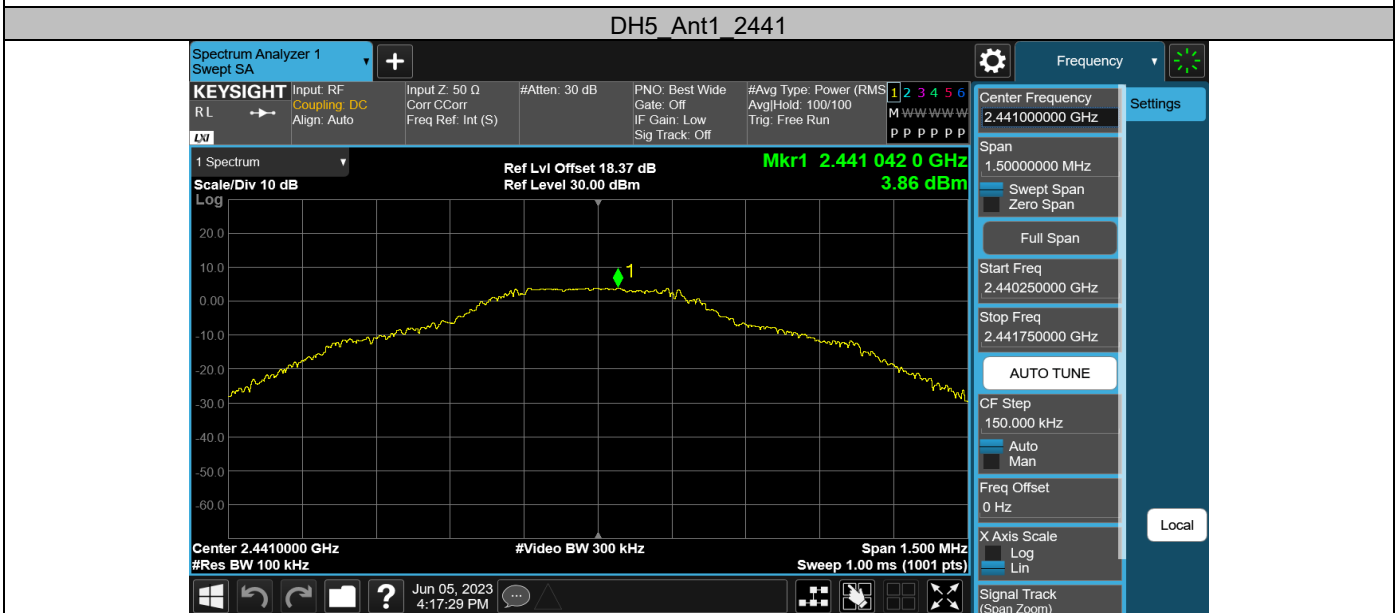 DH5_Ant1_2441
Spectrum Analyzer 1
Swept SA
Frequency
KEYSIGHT
Input: RF
Input Z: 50 Ω
#Atten: 30 dB
PNO: Best Wide
#Avg Type: Power (RMS
1 2 3 4 5 6
R L
Coupling: DC
Corr CCorr
Gate: Off
Avg|Hold: 100/100
M W W W W W
Align: Auto
Freq Ref: Int (S)
IF Gain: Low
Trig: Free Run
LXI
Sig Track: Off
P P P P P P
1 Spectrum
Ref Lvl Offset 18.37 dB
Mkr1 2.441 042 0 GHz
Scale/Div 10 dB
Ref Level 30.00 dBm
3.86 dBm
Log
20.0
10.0
1
0.00
-10.0
-20.0
-30.0
-40.0
-50.0
-60.0
Center 2.4410000 GHz
#Video BW 300 kHz
Span 1.500 MHz
#Res BW 100 kHz
Sweep 1.00 ms (1001 pts)
Center Frequency
2.441000000 GHz
Settings
Span
1.50000000 MHz
Swept Span
Zero Span
Full Span
Start Freq
2.440250000 GHz
Stop Freq
2.441750000 GHz
AUTO TUNE
CF Step
150.000 kHz
Auto
Man
Freq Offset
0 Hz
Local
X Axis Scale
Log
Lin
Signal Track
(Span Zoom)
?
Jun 05, 2023
4:17:29 PM